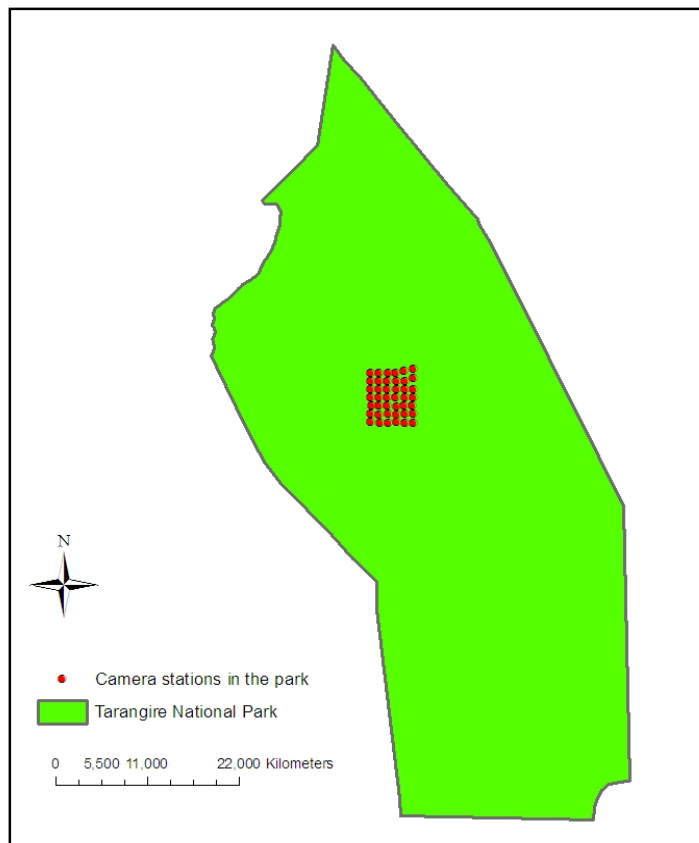 N
Camera stations in the park
Tarangire National Park
0 5,500 11,000 22,000 Kilometers